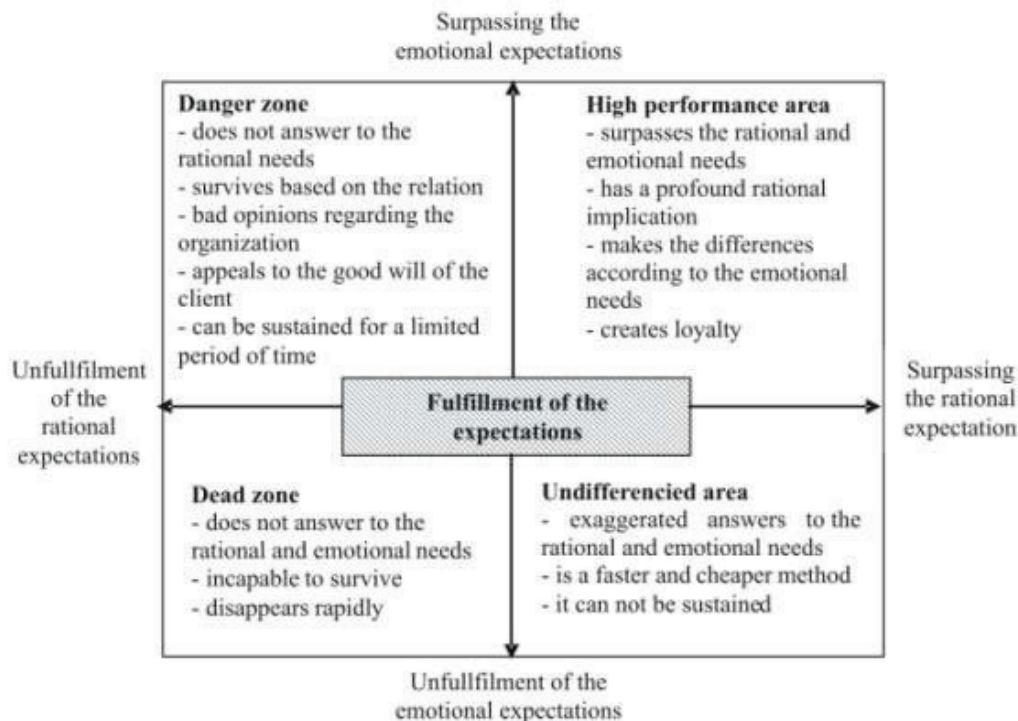 Surpassing the
emotional expectations
Danger zone
- does not answer to the
rational needs
- survives based on the relation
- bad opinions regarding the
organization
- appeals to the good will of the
client
- can be sustained for a limited
period of time
High performance area
- surpasses the rational and
emotional needs
- has a profound rational
implication
- makes the differences
according to the emotional
needs
- creates loyalty
Unfullfilment
of the
rational
expectations
Fulfillment of the
expectations
Surpassing
the rational
expectation
Dead zone
- does not answer to the
rational and emotional needs
- incapable to survive
- disappears rapidly
Undifferencied area
- exaggerated answers to the
rational and emotional needs
- is a faster and cheaper method
- it can not be sustained
Unfullfilment of the
emotional expectations